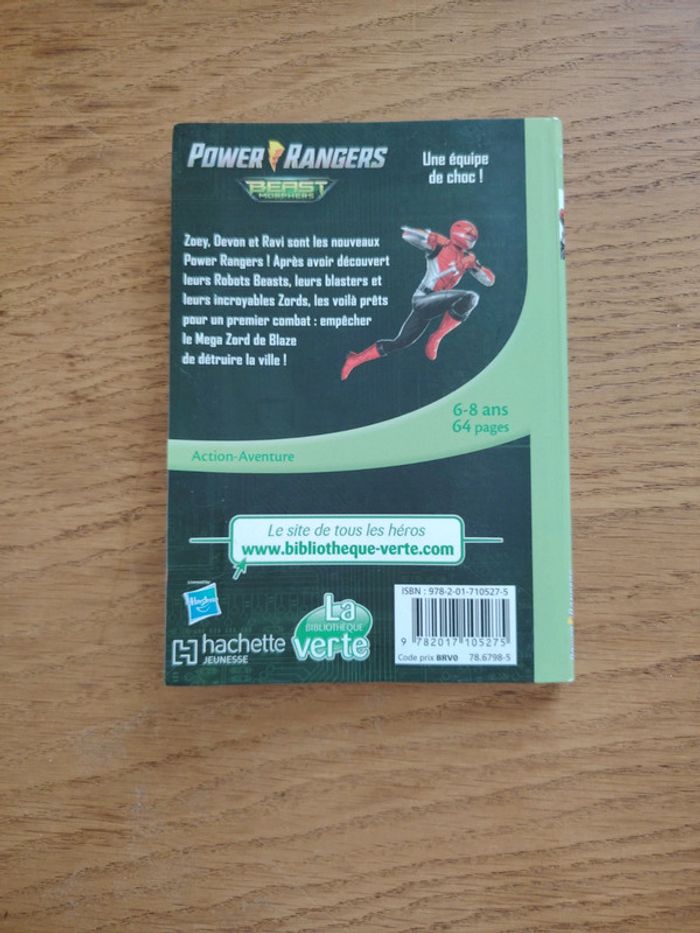 POWER RANGERS
BEAST
MORPHERS
Une équipe
de choc !
Zoey, Devon et Ravi sont les nouveaux
Power Rangers ! Après avoir découvert
leurs Robots Beasts, leurs blasters et
leurs incroyables Zords, les voilà prêts
pour un premier combat : empêcher
le Mega Zord de Blaze
de détruire la ville !
6-8 ans
64 pages
Action-Aventure
Le site de tous les héros
www.bibliotheque-verte.com
Hasbro
hachette
JEUNESSE
La
BIBLIOTHÈQUE
verte
ISBN : 978-2-01-710527-5
9 782017 105275
Code prix BRV0 78.6798-5
POWER RANGERS